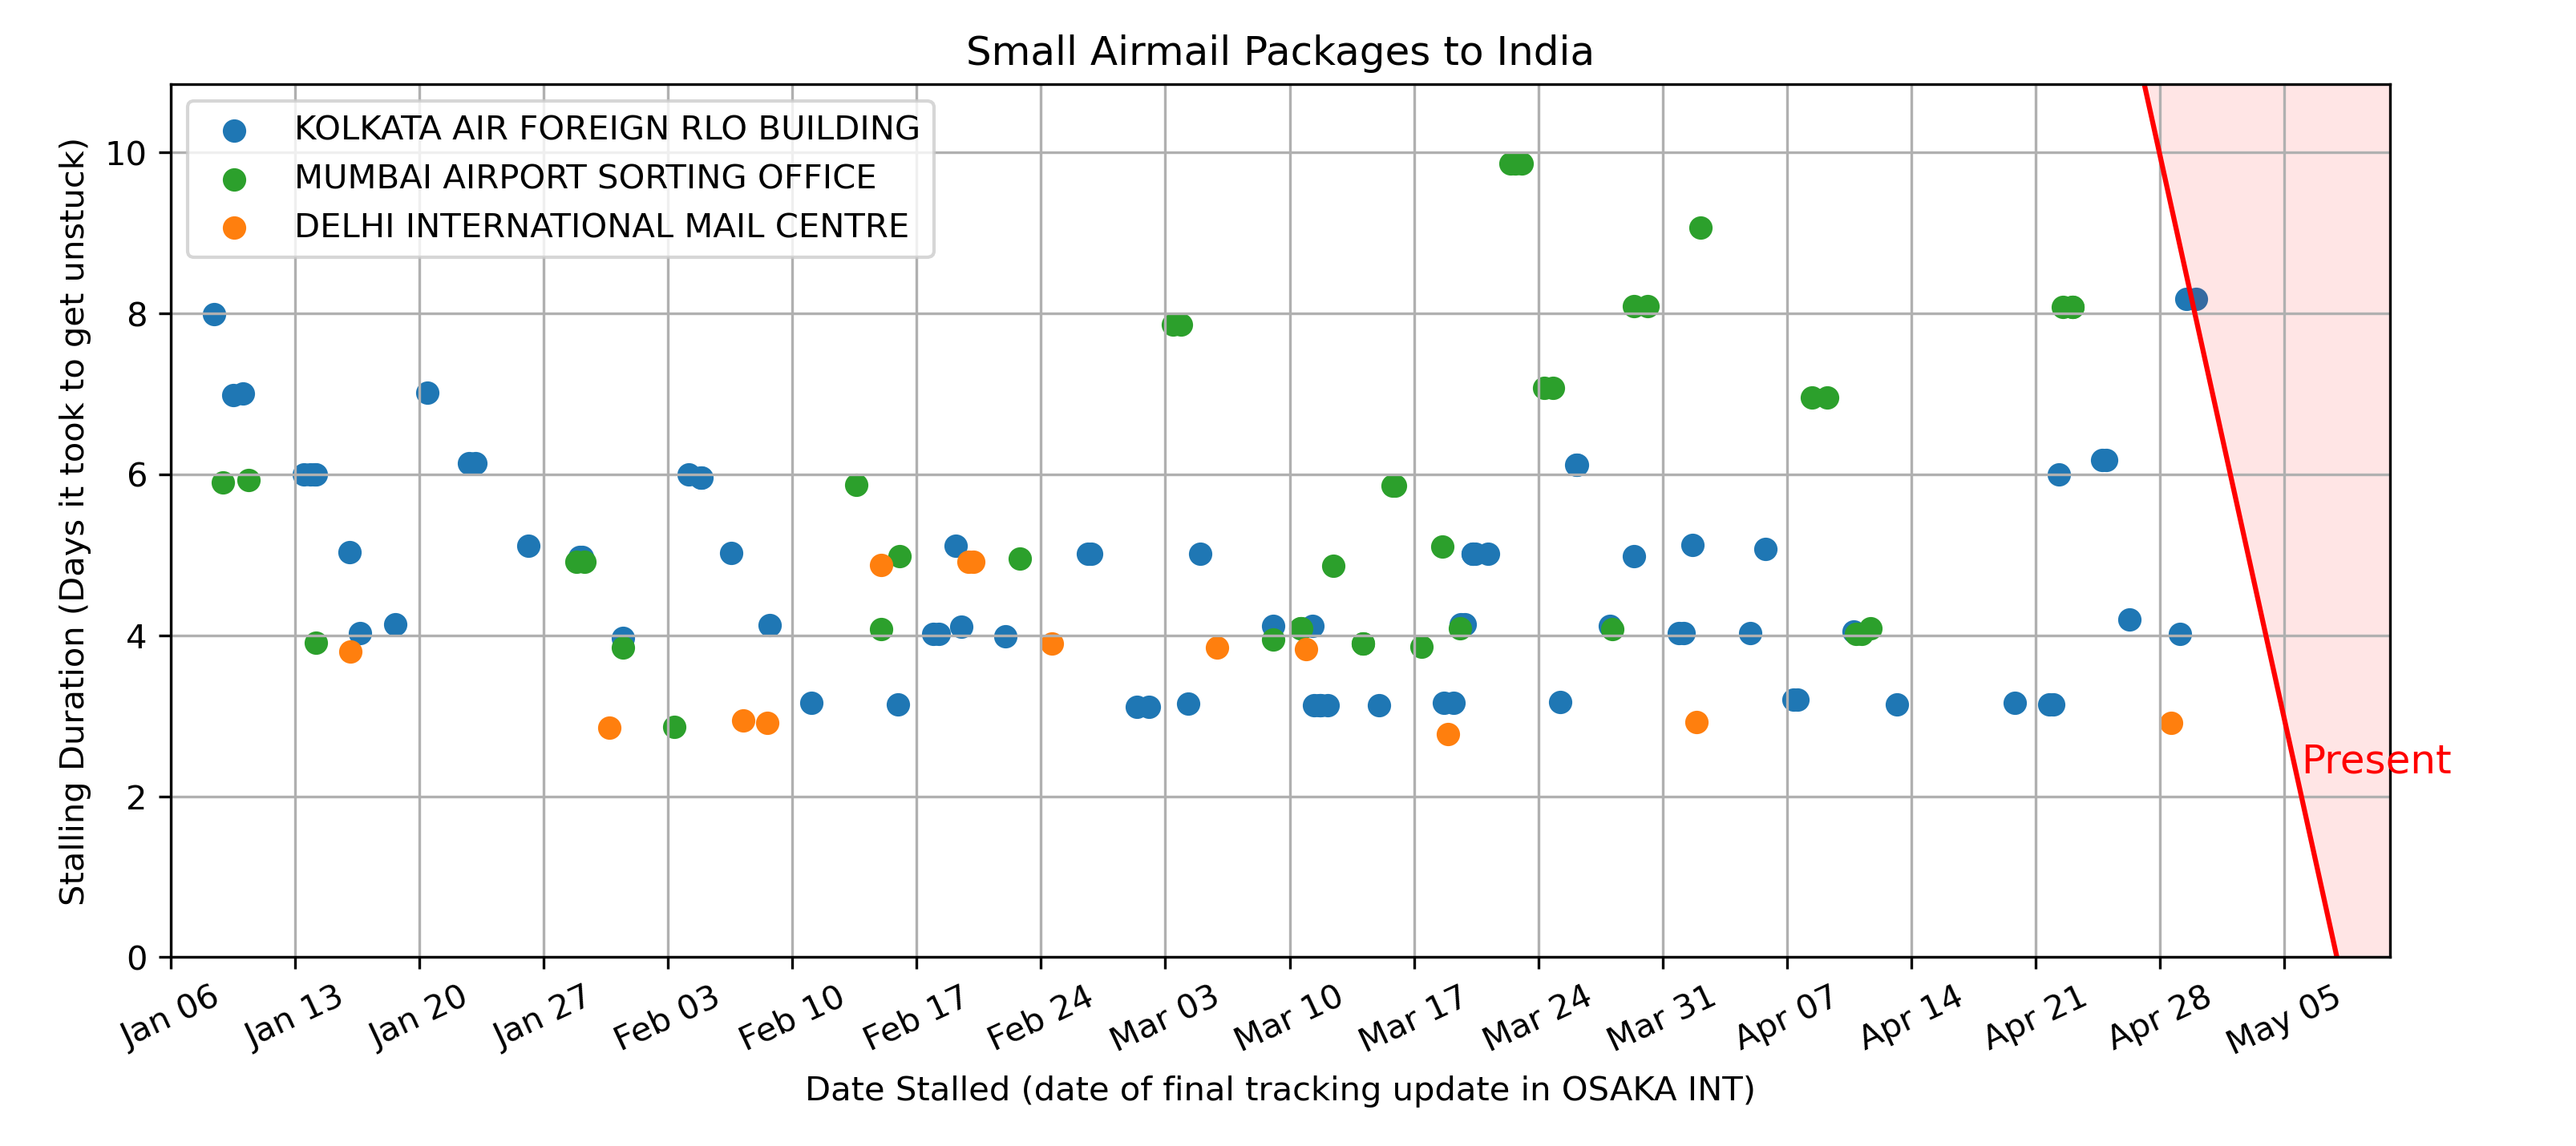 Small Airmail Packages to India
KOLKATA AIR FOREIGN RLO BUILDING
MUMBAI AIRPORT SORTING OFFICE
DELHI INTERNATIONAL MAIL CENTRE
Stalling Duration (Days it took to get unstuck)
10
8
6
4
2
0
Present
Jan 06 Jan 13 Jan 20 Jan 27 Feb 03 Feb 10 Feb 17 Feb 24 Mar 03 Mar 10 Mar 17 Mar 24 Mar 31 Apr 07 Apr 14 Apr 21 Apr 28 May 05
Date Stalled (date of final tracking update in OSAKA INT)